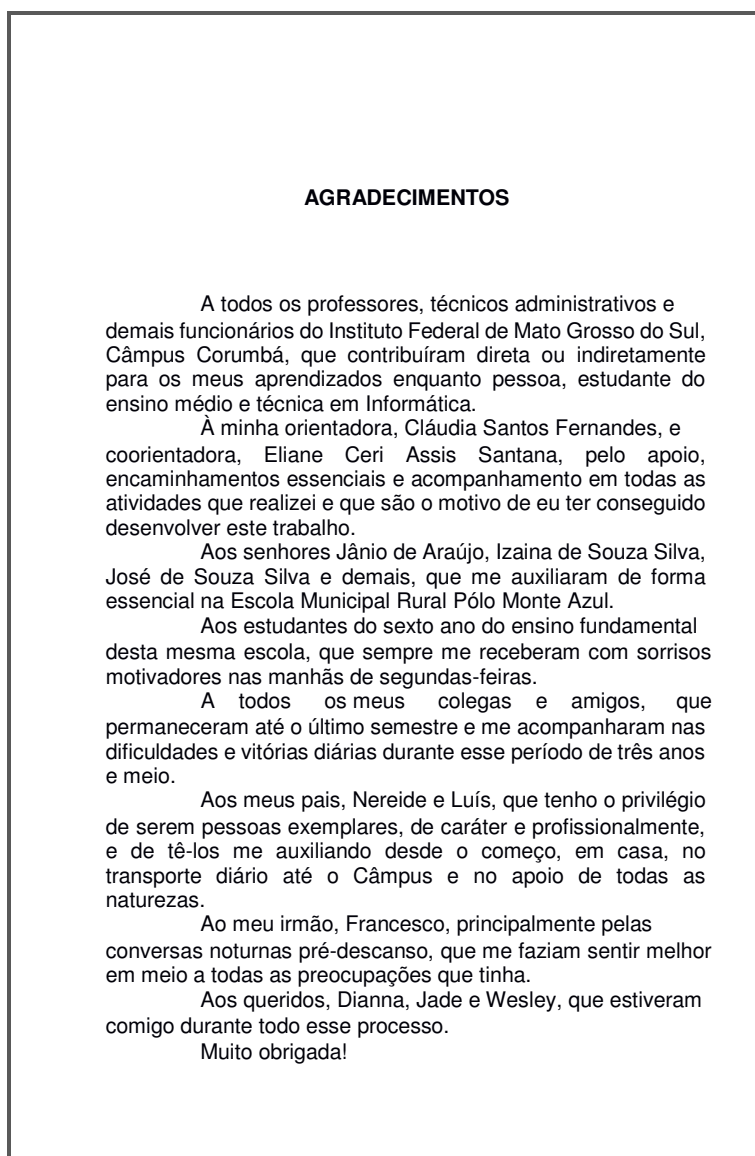 AGRADECIMENTOS
A todos os professores, técnicos administrativos e
demais funcionários do Instituto Federal de Mato Grosso do Sul,
Câmpus Corumbá, que contribuíram direta ou indiretamente
para os meus aprendizados enquanto pessoa, estudante do
ensino médio e técnica em Informática.
À minha orientadora, Cláudia Santos Fernandes, e
coorientadora, Eliane Ceri Assis Santana, pelo apoio,
encaminhamentos essenciais e acompanhamento em todas as
atividades que realizei e que são o motivo de eu ter conseguido
desenvolver este trabalho.
Aos senhores Jânio de Araújo, Izaina de Souza Silva,
José de Souza Silva e demais, que me auxiliaram de forma
essencial na Escola Municipal Rural Pólo Monte Azul.
Aos estudantes do sexto ano do ensino fundamental
desta mesma escola, que sempre me receberam com sorrisos
motivadores nas manhãs de segundas-feiras.
A todos os meus colegas e amigos, que
permaneceram até o último semestre e me acompanharam nas
dificuldades e vitórias diárias durante esse período de três anos
e meio.
Aos meus pais, Nereide e Luís, que tenho o privilégio
de serem pessoas exemplares, de caráter e profissionalmente,
e de tê-los me auxiliando desde o começo, em casa, no
transporte diário até o Câmpus e no apoio de todas as
naturezas.
Ao meu irmão, Francesco, principalmente pelas
conversas noturnas pré-descanso, que me faziam sentir melhor
em meio a todas as preocupações que tinha.
Aos queridos, Dianna, Jade e Wesley, que estiveram
comigo durante todo esse processo.
Muito obrigada!